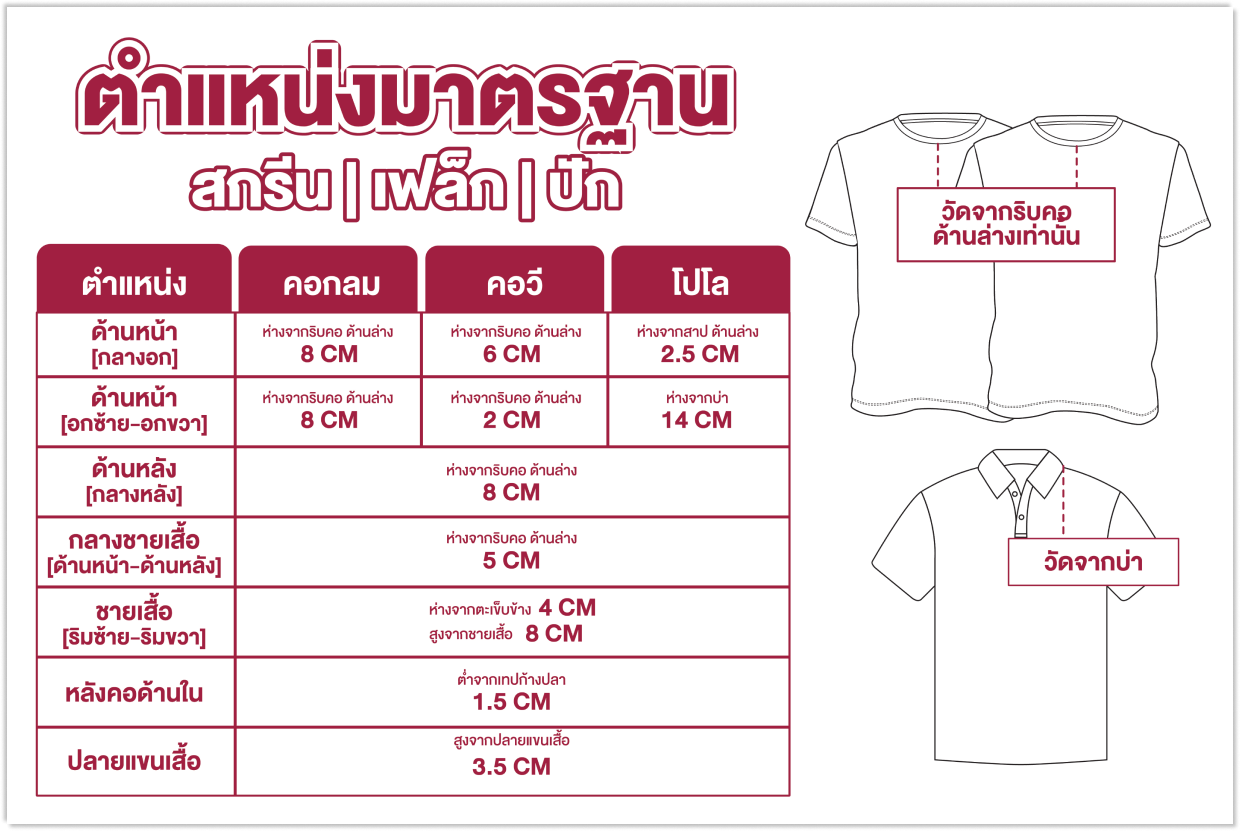 ตำแหน่งมาตรฐาน
สกรีน | เฟล็ก | ปัก
ตำแหน่ง คอกลม คอวี โปโล
ด้านหน้า
[กลางอก]
ห่างจากริบคอ ด้านล่าง
8 CM
ห่างจากริบคอ ด้านล่าง
6 CM
ห่างจากสาป ด้านล่าง
2.5 CM
ด้านหน้า
[อกซ้าย-อกขวา]
ห่างจากริบคอ ด้านล่าง
8 CM
ห่างจากริบคอ ด้านล่าง
2 CM
ห่างจากบ่า
14 CM
ด้านหลัง
[กลางหลัง]
ห่างจากริบคอ ด้านล่าง
8 CM
กลางชายเสื้อ
[ด้านหน้า-ด้านหลัง]
ห่างจากริบคอ ด้านล่าง
5 CM
ชายเสื้อ
[ริมซ้าย-ริมขวา]
ห่างจากตะเข็บข้าง 4 CM
สูงจากชายเสื้อ 8 CM
หลังคอด้านใน
ต่ำจากเทปก้างปลา
1.5 CM
ปลายแขนเสื้อ
สูงจากปลายแขนเสื้อ
3.5 CM
วัดจากริบคอ
ด้านล่างเท่านั้น
วัดจากบ่า